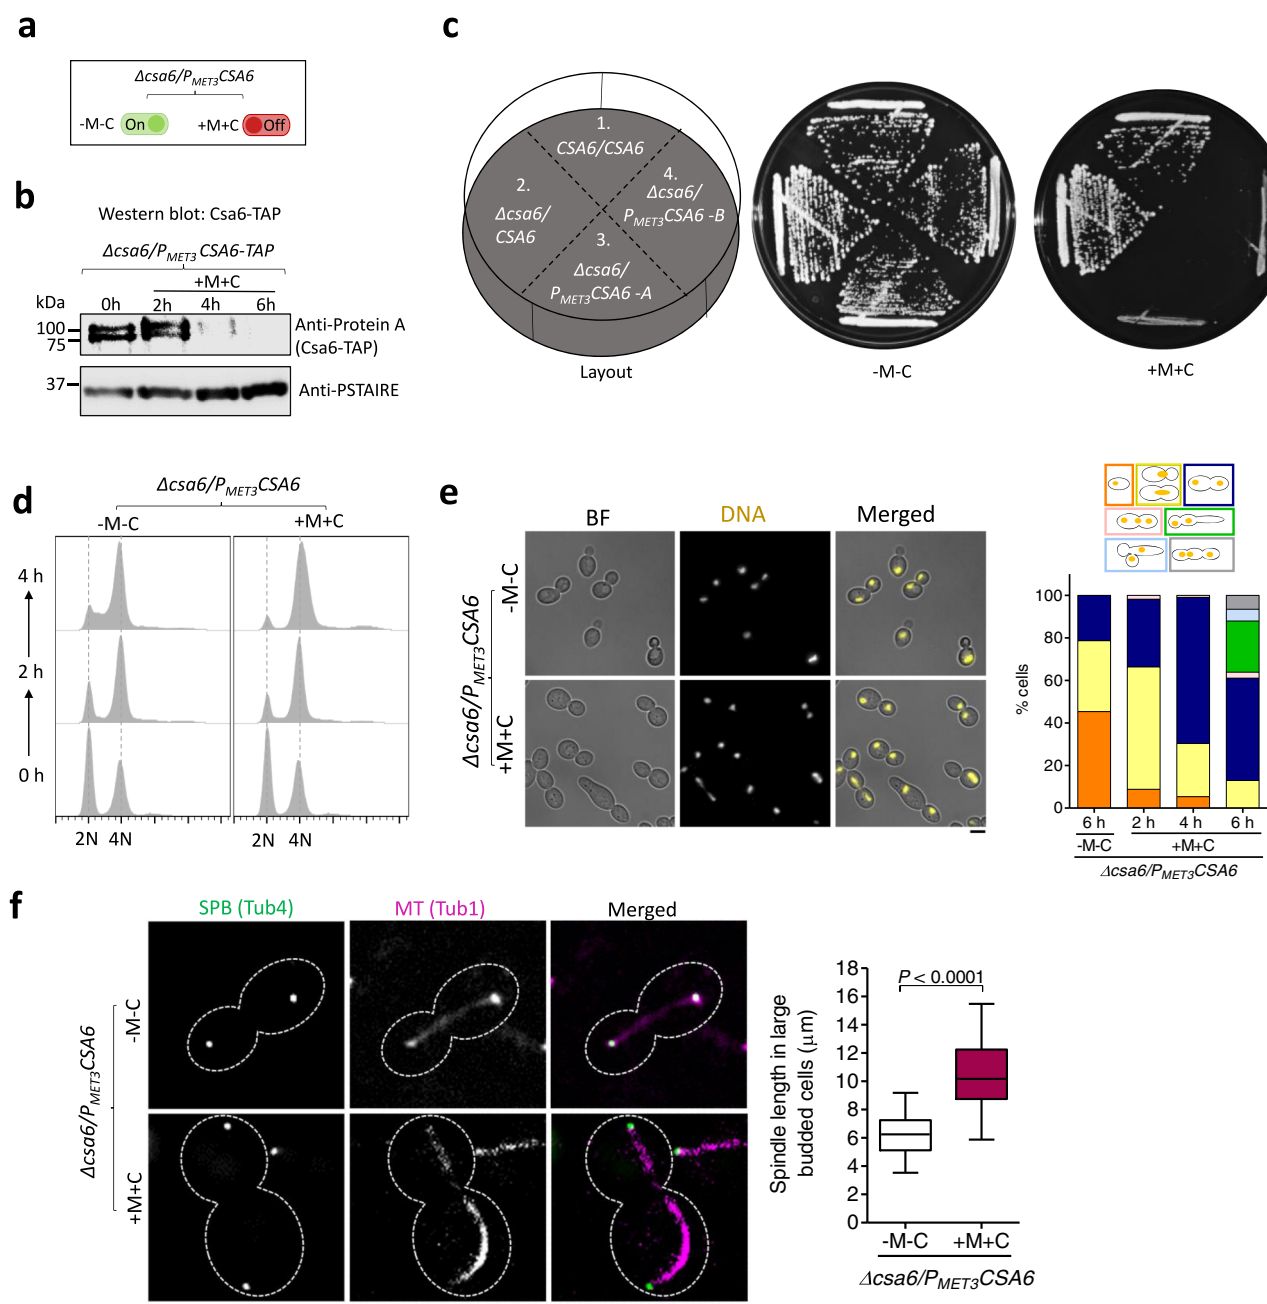 a
Δcsa6/PMET3CSA6
-M-C On +M+C Off
b
Western blot: Csa6-TAP
Δcsa6/PMET3CSA6-TAP
+M+C
kDa 0h 2h 4h 6h
100
75
Anti-Protein A
(Csa6-TAP)
37
Anti-PSTAIRE
c
1.
CSA6/CSA6
2.
Δcsa6/
CSA6
3.
Δcsa6/
PMET3CSA6 -A
4.
Δcsa6/
PMET3CSA6 -B
Layout
-M-C
+M+C
d
Δcsa6/PMET3CSA6
-M-C
+M+C
4 h
2 h
0 h
2N 4N
2N 4N
e
BF DNA Merged
Δcsa6/PMET3CSA6
-M-C
+M+C
% cells
100
80
60
40
20
0
6 h 2 h 4 h 6 h
-M-C +M+C
Δcsa6/PMET3CSA6
f
SPB (Tub4) MT (Tub1) Merged
Δcsa6/PMET3CSA6
-M-C
+M+C
Spindle length in large
budded cells (μm)
18
16
14
12
10
8
6
4
2
0
P < 0.0001
-M-C +M+C
Δcsa6/PMET3CSA6